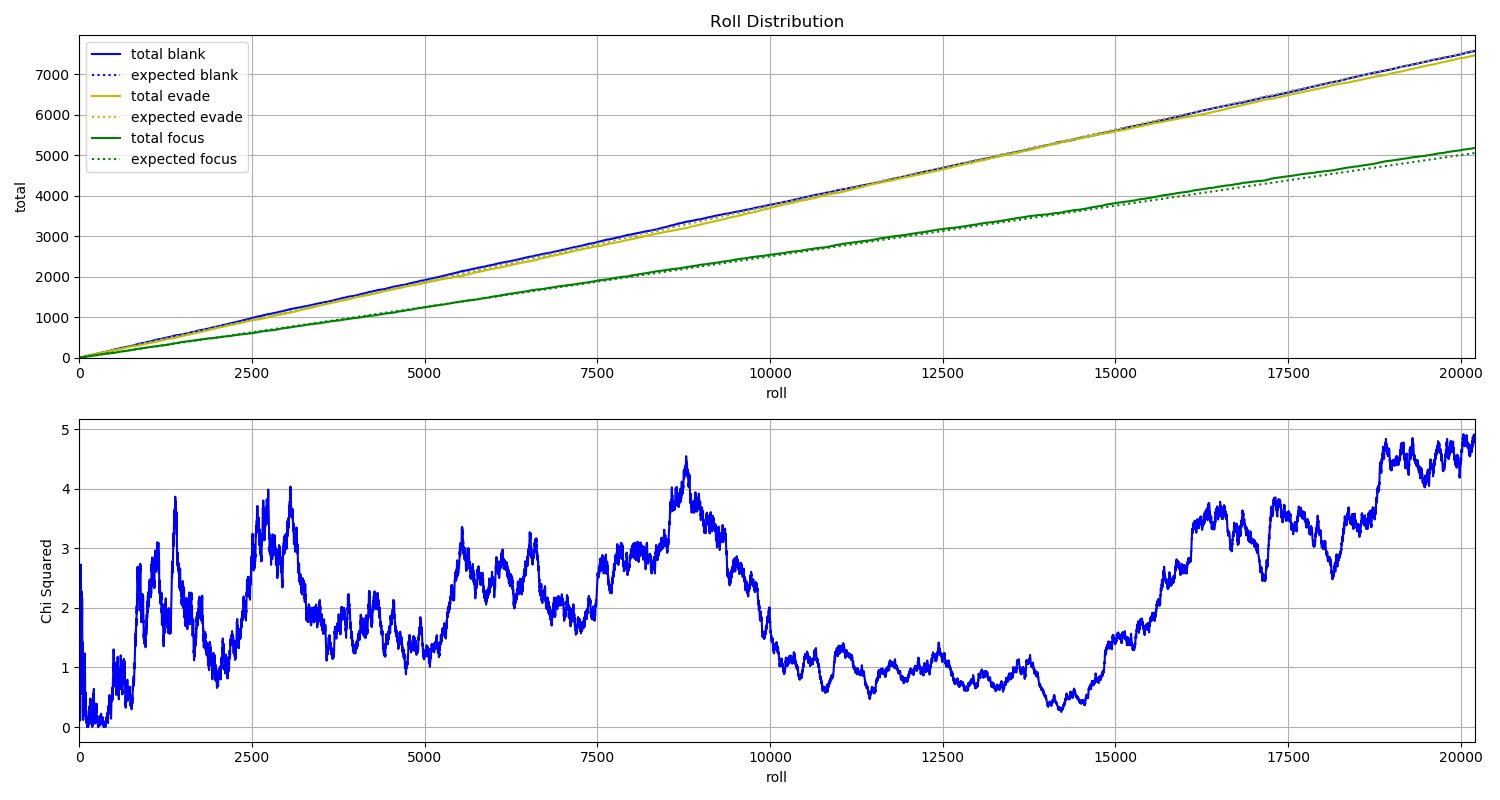 Roll Distribution
total blank
expected blank
total evade
expected evade
total focus
expected focus
total
7000
6000
5000
4000
3000
2000
1000
0
0 2500 5000 7500 10000 12500 15000 17500 20000
roll
Chi Squared
5
4
3
2
1
0
0 2500 5000 7500 10000 12500 15000 17500 20000
roll